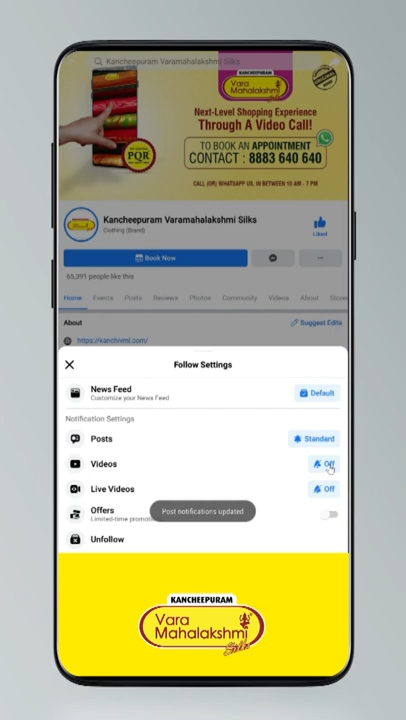 Kancheepuram Varamahalakshmi Silks
KANCHEEPURAM
Vara
Mahalakshmi
Silks
Next-Level Shopping Experience
Through A Video Call!
TO BOOK AN APPOINTMENT
CONTACT : 8883 640 640
PQR
CALL (OR) WHATSAPP US, IN BETWEEN 10 AM - 7 PM
Kancheepuram Varamahalakshmi Silks
Clothing (Brand)
Liked
Book Now
65,391 people like this
Home Events Posts Reviews Photos Community Videos About
About
Suggest Edits
https://kanchivml.com/
Follow Settings
News Feed
Customize your News Feed
Default
Notification Settings
Posts
Standard
Videos
Off
Live Videos
Off
Offers
Limited-time
Post notifications updated
Unfollow
KANCHEEPURAM
Vara
Mahalakshmi
Silks